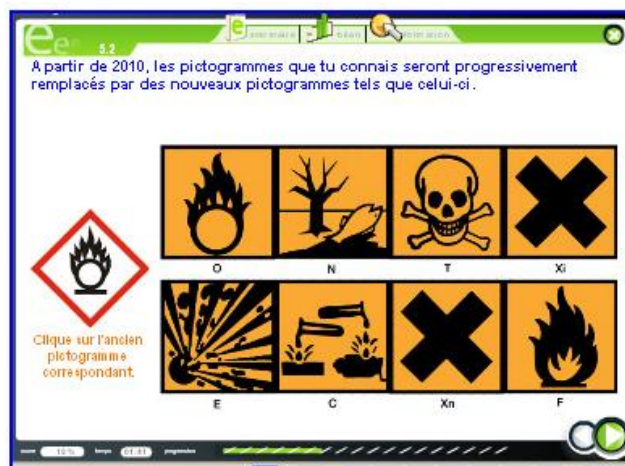 5.2
A partir de 2010, les pictogrammes que tu connais seront progressivement
remplacés par des nouveaux pictogrammes tels que celui-ci.
O N T Xi
Clique sur l'ancien
pictogramme
correspondant.
E C Xn F